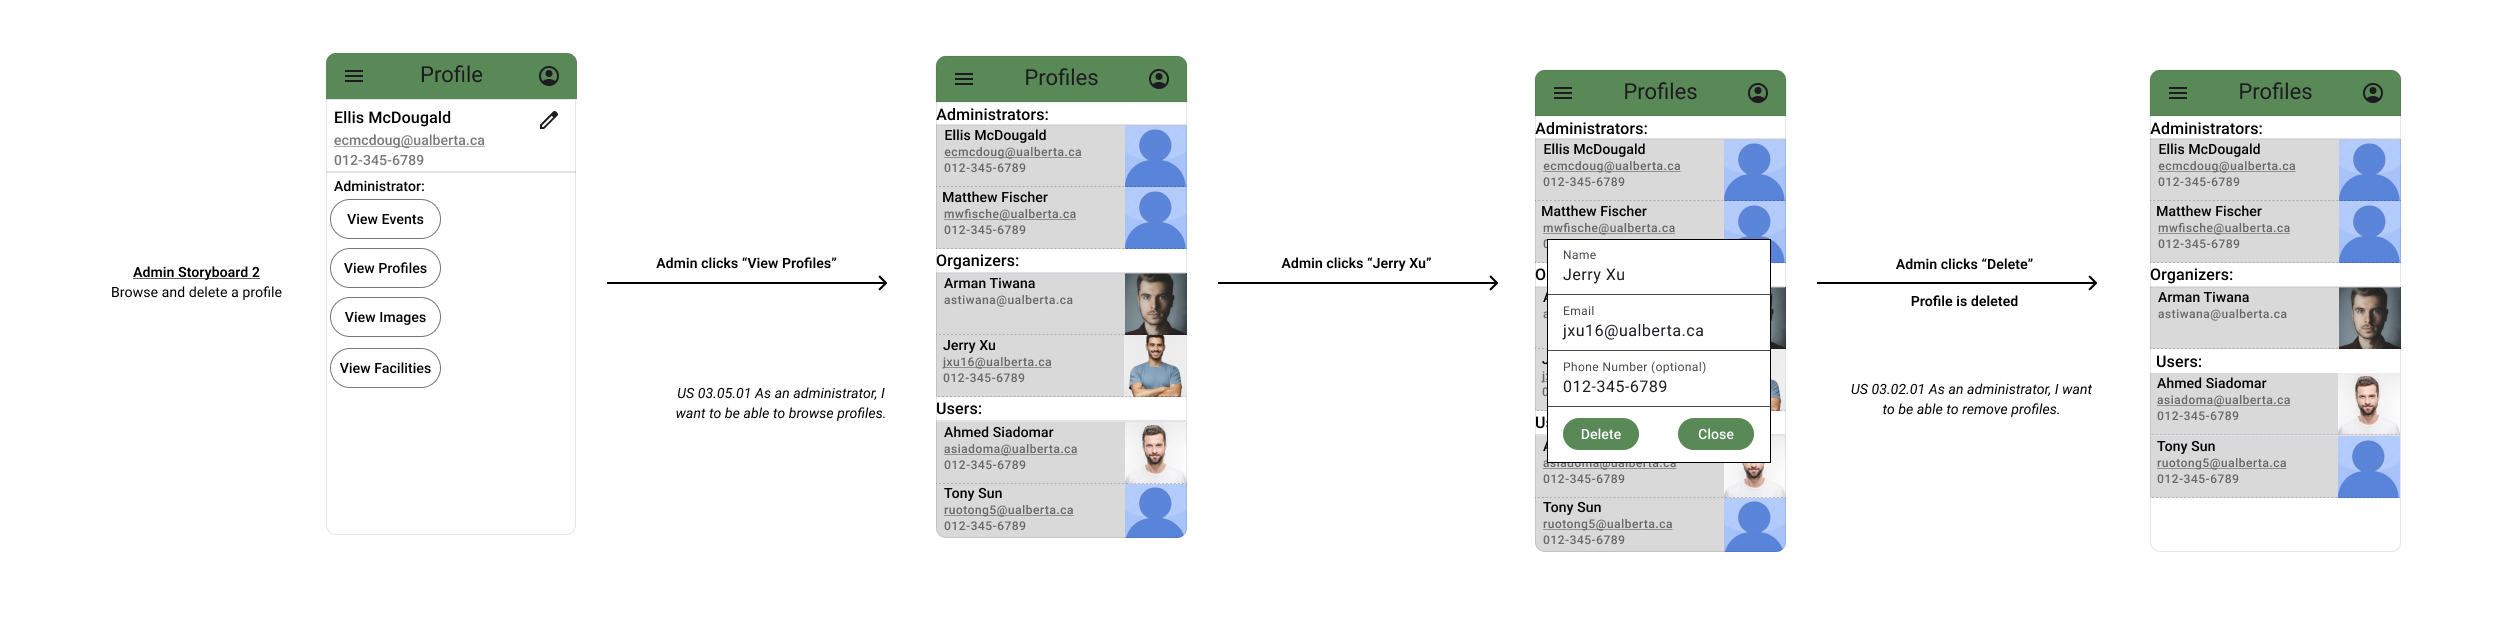 Admin Storyboard 2
Browse and delete a profile
Profile
Ellis McDougald
ecmcdoug@ualberta.ca
012-345-6789
Administrator:
View Events
View Profiles
View Images
View Facilities
Admin clicks “View Profiles”
US 03.05.01 As an administrator, I
want to be able to browse profiles.
Profiles
Administrators:
Ellis McDougald
ecmcdoug@ualberta.ca
012-345-6789
Matthew Fischer
mwfische@ualberta.ca
012-345-6789
Organizers:
Arman Tiwana
astiwana@ualberta.ca
Jerry Xu
jxu16@ualberta.ca
012-345-6789
Users:
Ahmed Siadomar
asiadoma@ualberta.ca
012-345-6789
Tony Sun
ruotong5@ualberta.ca
012-345-6789
Admin clicks “Jerry Xu”
Profiles
Administrators:
Ellis McDougald
ecmcdoug@ualberta.ca
012-345-6789
Matthew Fischer
mwfische@ualberta.ca
Name
Jerry Xu
Email
jxu16@ualberta.ca
Phone Number (optional)
012-345-6789
Delete
Close
asiadoma@ualberta.ca
012-345-6789
Tony Sun
ruotong5@ualberta.ca
012-345-6789
Admin clicks “Delete”
Profile is deleted
US 03.02.01 As an administrator, I want
to be able to remove profiles.
Profiles
Administrators:
Ellis McDougald
ecmcdoug@ualberta.ca
012-345-6789
Matthew Fischer
mwfische@ualberta.ca
012-345-6789
Organizers:
Arman Tiwana
astiwana@ualberta.ca
Users:
Ahmed Siadomar
asiadoma@ualberta.ca
012-345-6789
Tony Sun
ruotong5@ualberta.ca
012-345-6789